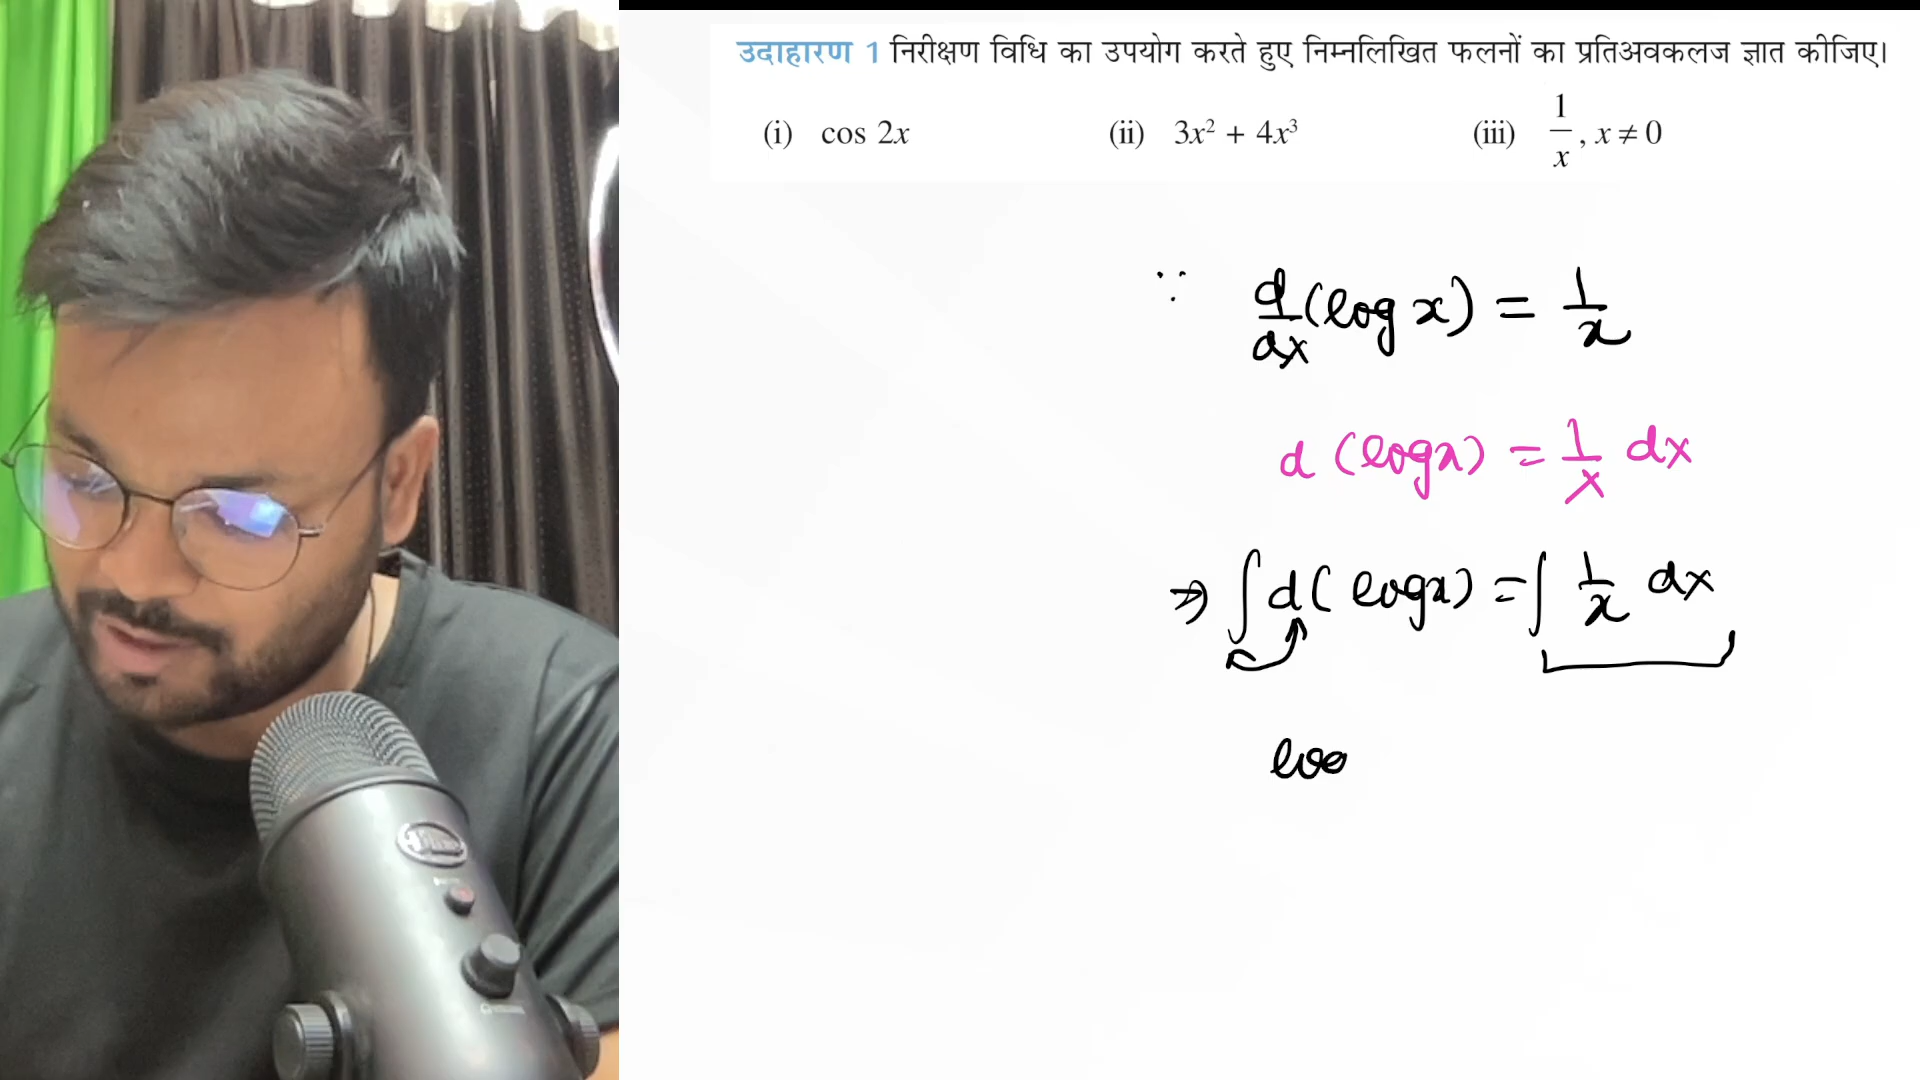 उदाहारण 1 निरीक्षण विधि का उपयोग करते हुए निम्नलिखित फलनों का प्रतिअवकलज ज्ञात कीजिए।
(i) cos 2x (ii) 3x² + 4x³ (iii) 1/x , x ≠ 0
∵ d/dx (log x) = 1/x
d (log x) = 1/x dx
⇒ ∫ d( log x) = ∫ 1/x dx